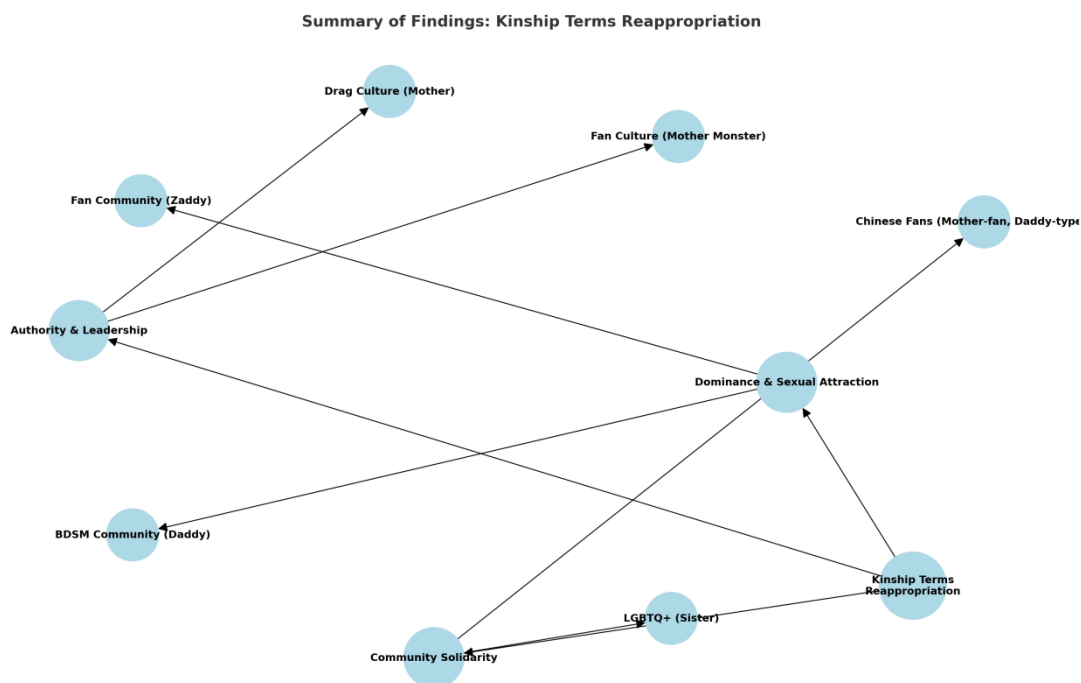 Summary of Findings: Kinship Terms Reappropriation
Drag Culture (Mother)
Fan Culture (Mother Monster)
Fan Community (Zaddy)
Chinese Fans (Mother-fan, Daddy-type
Authority & Leadership
Dominance & Sexual Attraction
BDSM Community (Daddy)
Kinship Terms
Reappropriation
LGBTQ+ (Sister)
Community Solidarity